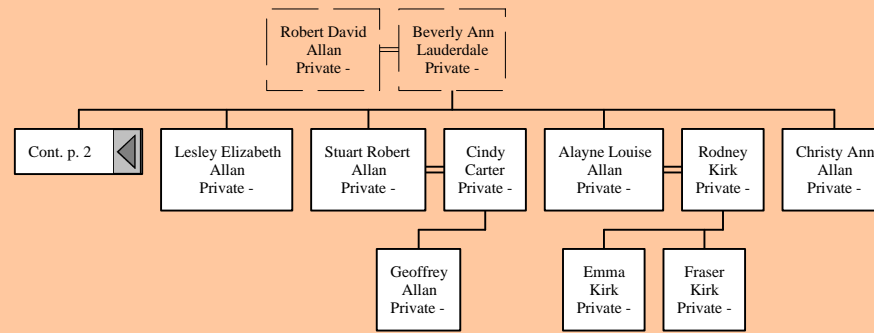 Robert David
Allan
Private -
Beverly Ann
Lauderdale
Private -
Cont. p. 2
Lesley Elizabeth
Allan
Private -
Stuart Robert
Allan
Private -
Cindy
Carter
Private -
Alayne Louise
Allan
Private -
Rodney
Kirk
Private -
Christy Ann
Allan
Private -
Geoffrey
Allan
Private -
Emma
Kirk
Private -
Fraser
Kirk
Private -